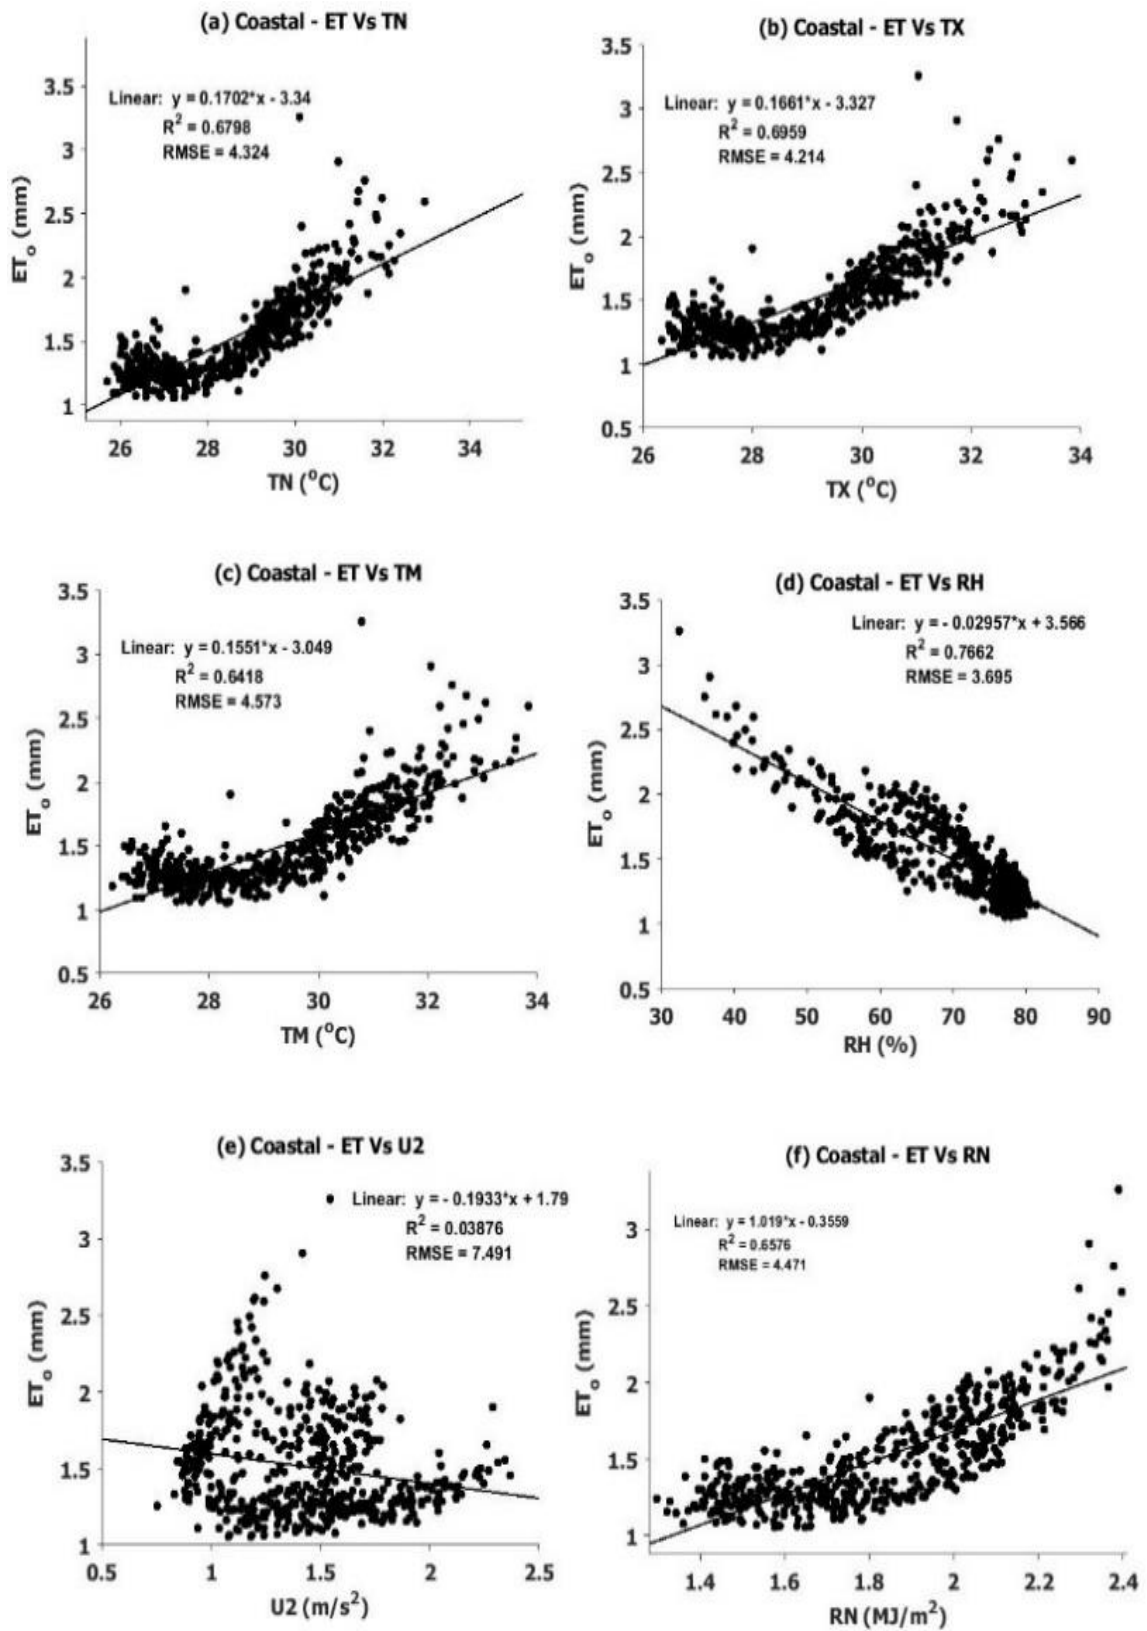 (a) Coastal - ET Vs TN
3.5
3
2.5
2
1.5
1
ETo (mm)
Linear: y = 0.1702*x - 3.34
R2 = 0.6798
RMSE = 4.324
26 28 30 32 34
TN (oC)
(b) Coastal - ET Vs TX
3.5
3
2.5
2
1.5
1
0.5
ETo (mm)
Linear: y = 0.1661*x - 3.327
R2 = 0.6959
RMSE = 4.214
26 28 30 32 34
TX (oC)
(c) Coastal - ET Vs TM
3.5
3
2.5
2
1.5
1
0.5
ETo (mm)
Linear: y = 0.1551*x - 3.049
R2 = 0.6418
RMSE = 4.573
26 28 30 32 34
TM (oC)
(d) Coastal - ET Vs RH
3.5
3
2.5
2
1.5
1
0.5
ETo (mm)
Linear: y = - 0.02957*x + 3.566
R2 = 0.7662
RMSE = 3.695
30 40 50 60 70 80 90
RH (%)
(e) Coastal - ET Vs U2
3.5
3
2.5
2
1.5
1
ETo (mm)
Linear: y = - 0.1933*x + 1.79
R2 = 0.03876
RMSE = 7.491
0.5 1 1.5 2 2.5
U2 (m/s2)
(f) Coastal - ET Vs RN
3
2.5
2
1.5
1
ETo (mm)
Linear: y = 1.019*x - 0.3559
R2 = 0.6576
RMSE = 4.471
1.4 1.6 1.8 2 2.2 2.4
RN (MJ/m2)